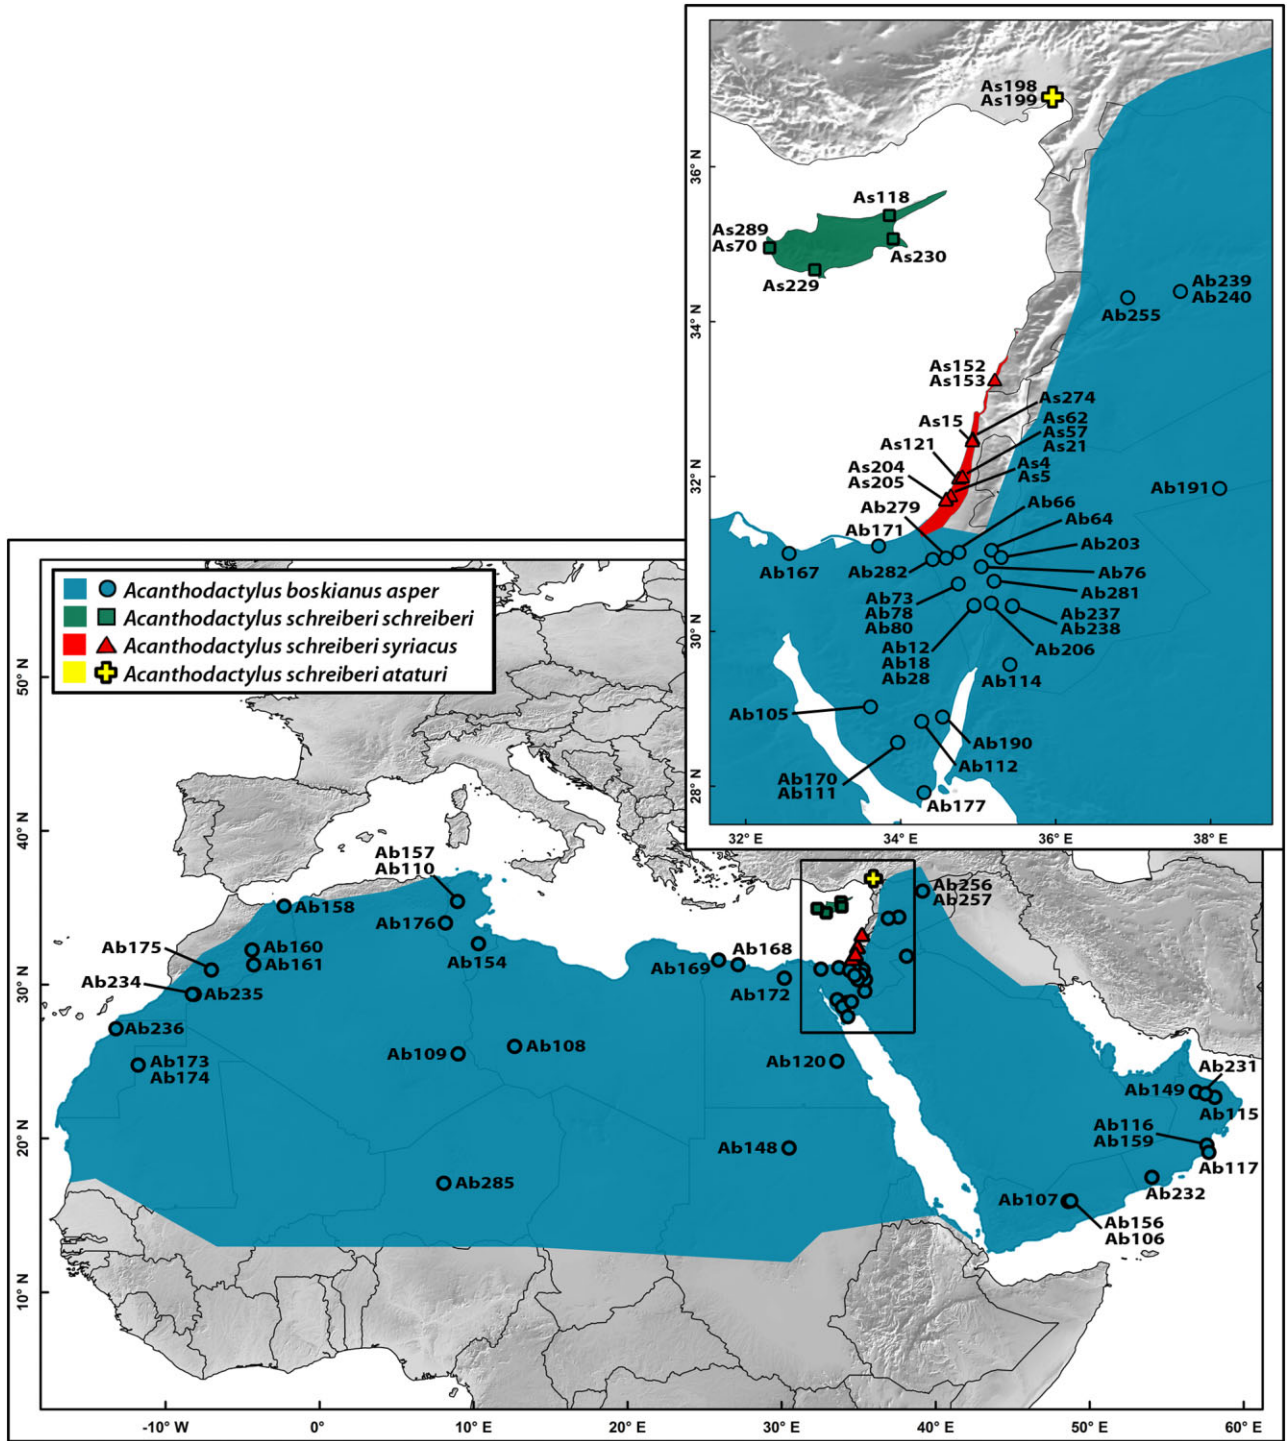 As198
As199
36° N
As118
As289
As70
As230
As229
Ab239
Ab240
Ab255
34° N
As152
As153
As274
As15
As62
As57
As21
As121
As4
As5
As204
As205
32° N
Ab191
Ab279
Ab66
Ab64
Ab171
Ab203
Ab167
Ab282
Ab76
Ab281
Ab73
Ab78
Ab80
Ab237
Ab238
30° N
Ab12
Ab18
Ab28
Ab206
Ab114
Ab105
Ab190
Ab112
Ab170
Ab111
28° N
Ab177
32° E
34° E
36° E
38° E
Acanthodactylus boskianus asper
Acanthodactylus schreiberi schreiberi
Acanthodactylus schreiberi syriacus
Acanthodactylus schreiberi ataturi
50° N
40° N
Ab157
Ab110
Ab256
Ab257
Ab158
Ab176
Ab175
Ab160
Ab161
Ab154
Ab168
Ab169
Ab172
30° N
Ab234
Ab235
Ab236
Ab109
Ab108
Ab120
Ab173
Ab174
Ab231
Ab149
Ab115
20° N
Ab148
Ab116
Ab159
Ab117
Ab285
Ab107
Ab232
Ab156
Ab106
10° N
-10° W
0°
10° E
20° E
30° E
40° E
50° E
60° E